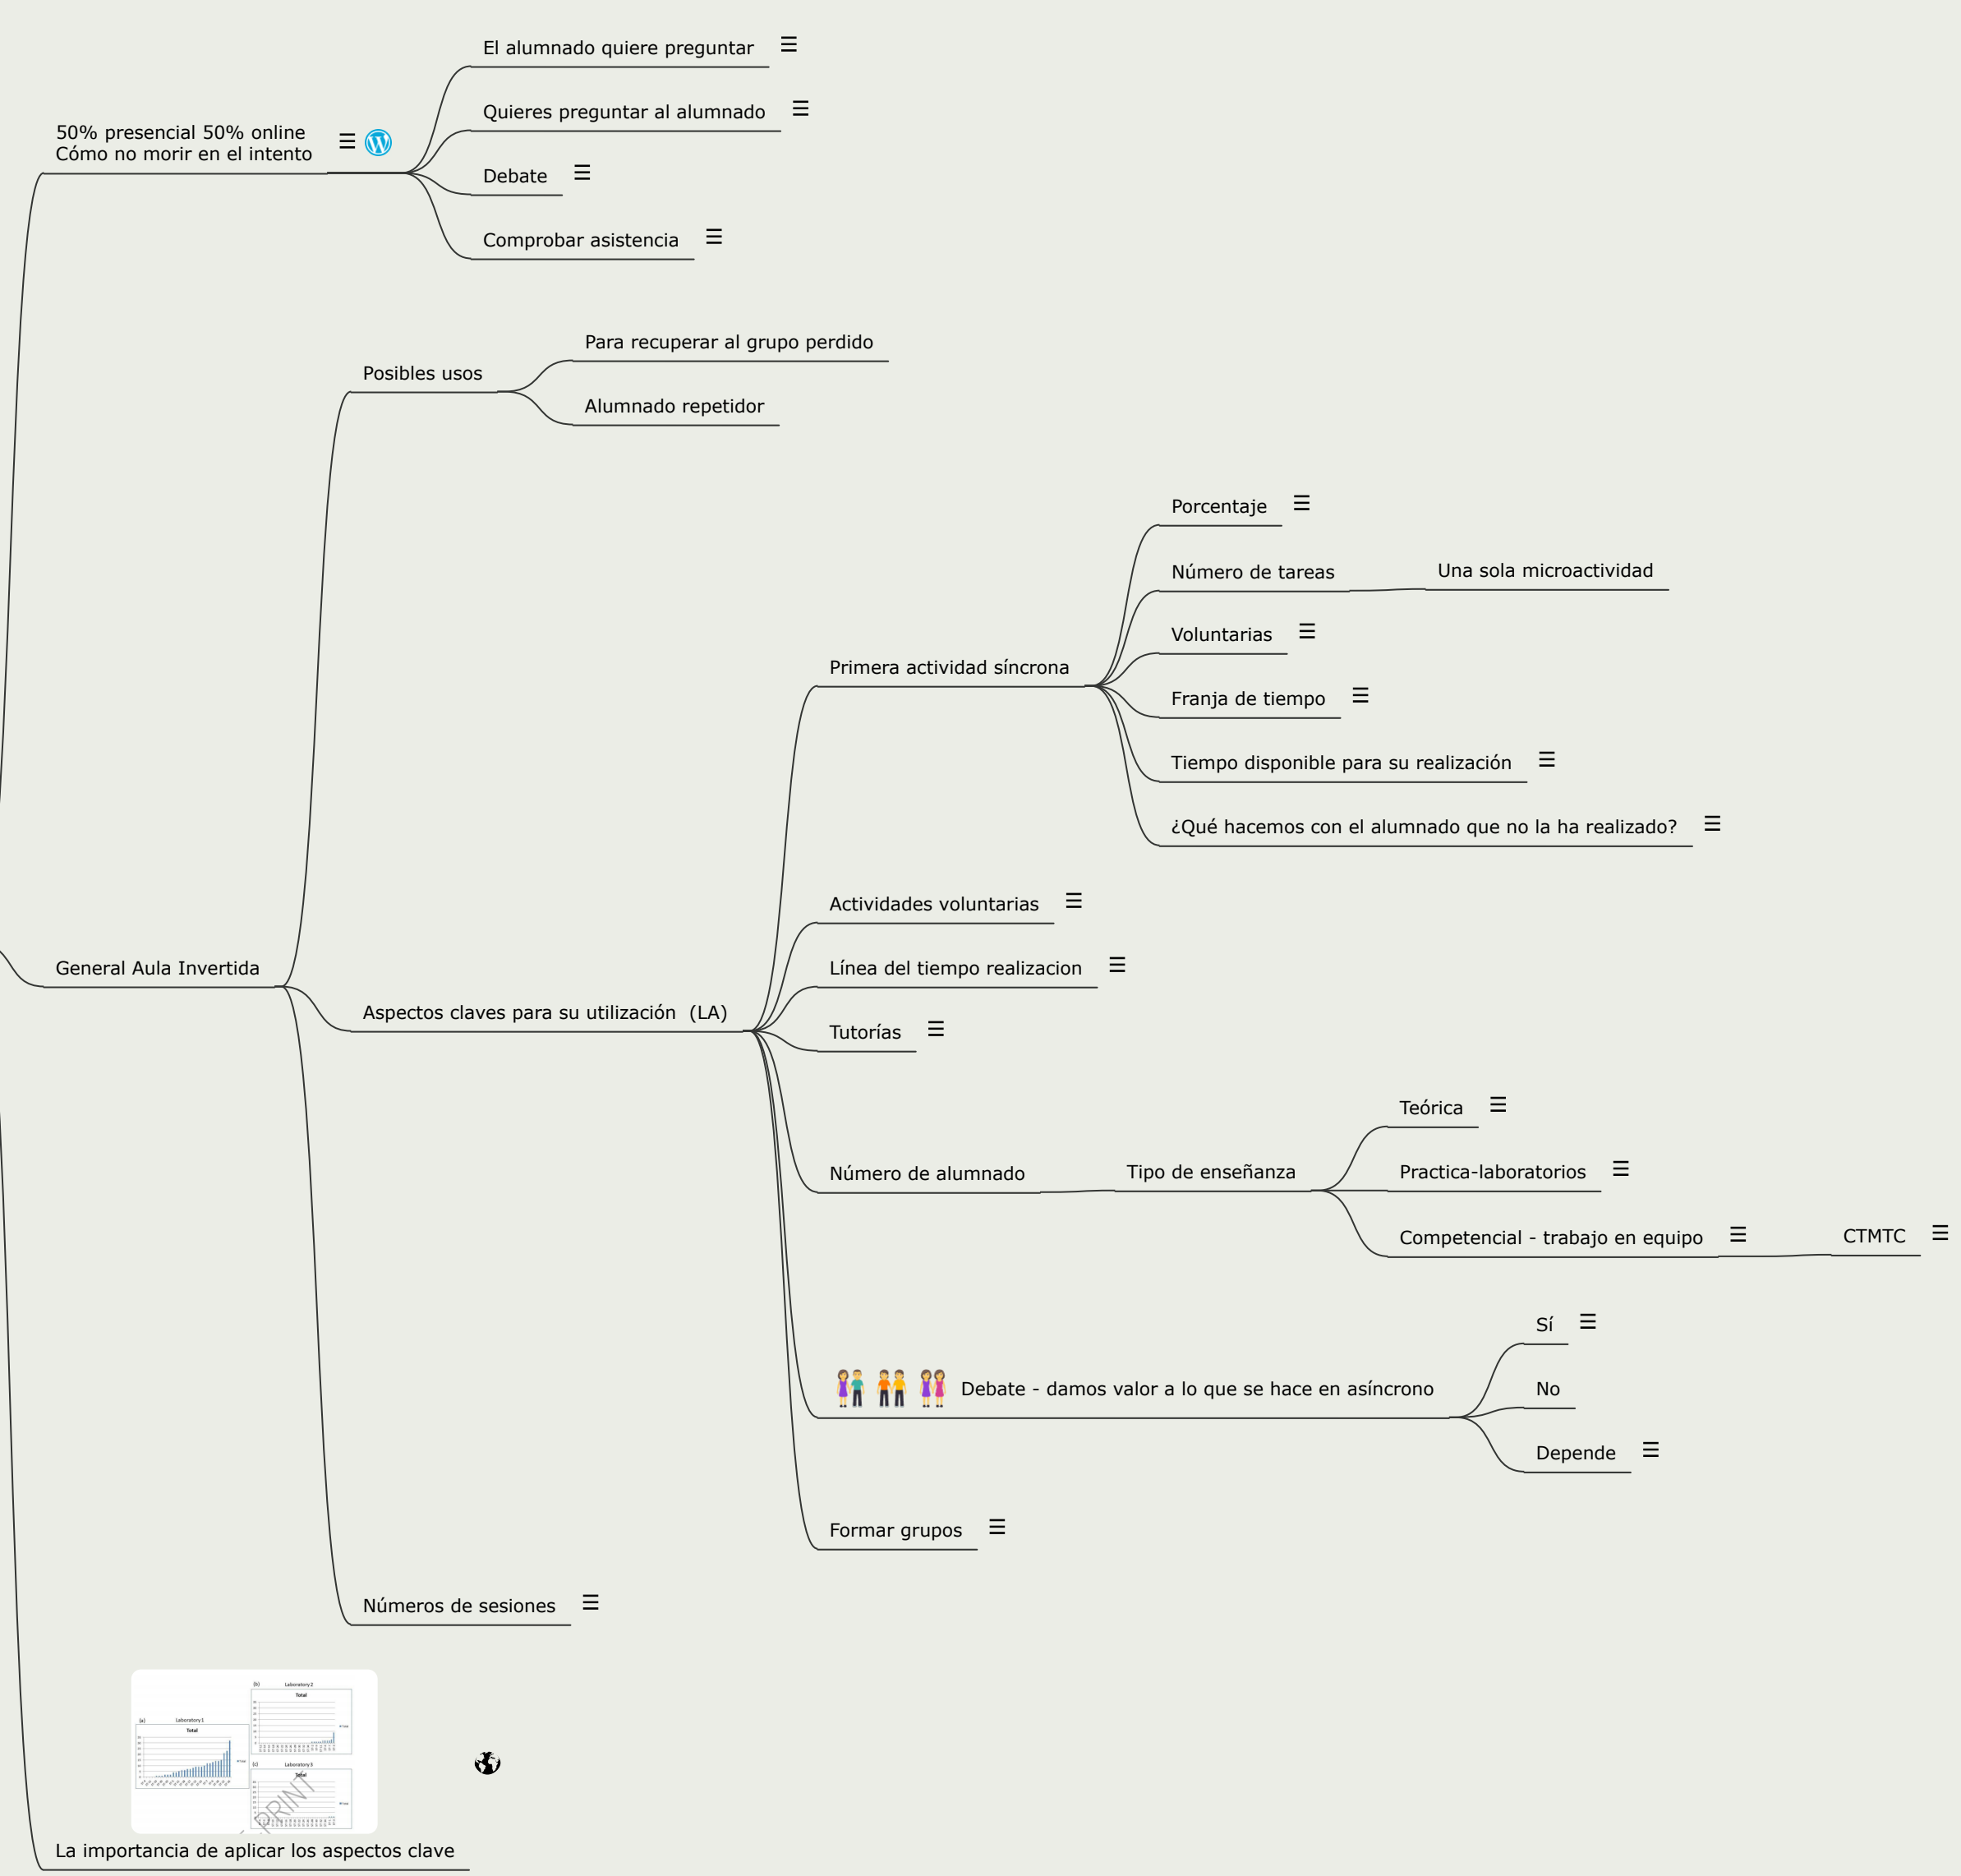 El alumnado quiere preguntar
Quieres preguntar al alumnado
50% presencial 50% online
Cómo no morir en el intento
Debate
Comprobar asistencia
Para recuperar al grupo perdido
Posibles usos
Alumnado repetidor
Porcentaje
Número de tareas
Una sola microactividad
Voluntarias
Primera actividad síncrona
Franja de tiempo
Tiempo disponible para su realización
¿Qué hacemos con el alumnado que no la ha realizado?
Actividades voluntarias
General Aula Invertida
Línea del tiempo realizacion
Aspectos claves para su utilización (LA)
Tutorías
Teórica
Número de alumnado
Tipo de enseñanza
Practica-laboratorios
Competencial - trabajo en equipo
CTMTC
Sí
Debate - damos valor a lo que se hace en asíncrono
No
Depende
Formar grupos
Números de sesiones
(b) Laboratory2
Total
(a) Laboratory1
Total
(c) Laboratory3
Total
PRINT
La importancia de aplicar los aspectos clave